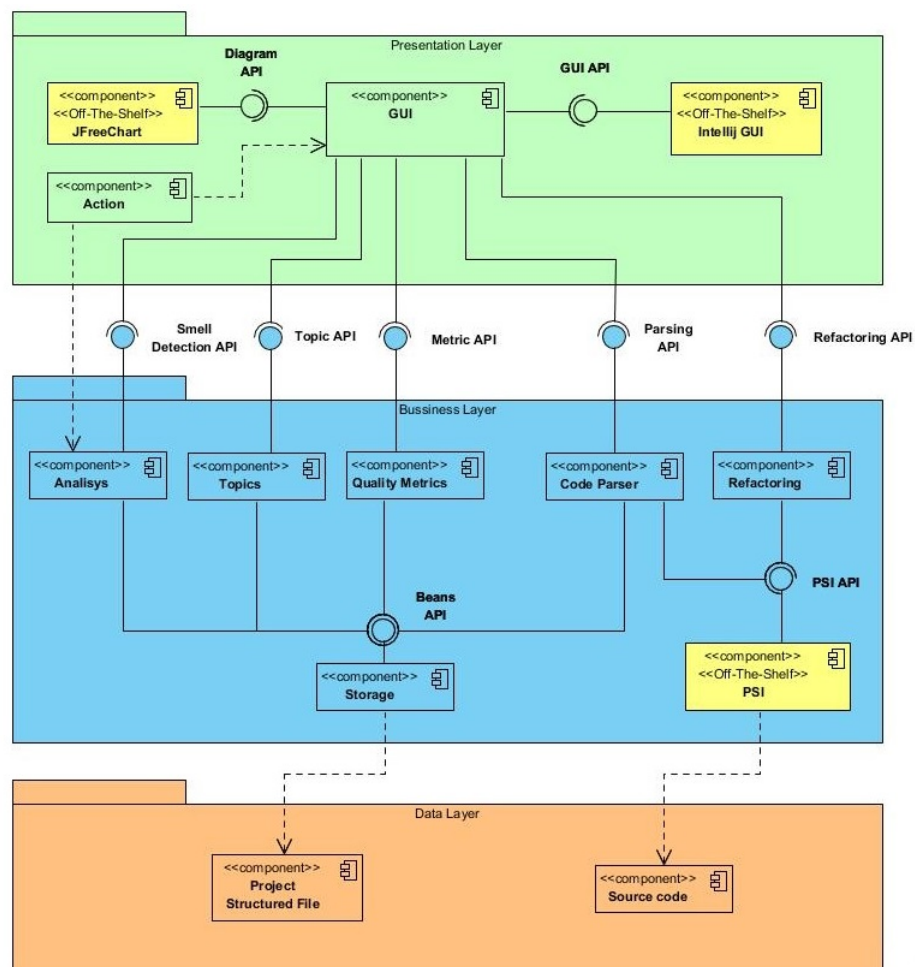 Presentation Layer
Diagram
API
GUI API
<<component>>
<<Off-The-Shelf>>
JFreeChart
<<component>>
GUI
<<component>>
<<Off-The-Shelf>>
Intellij GUI
<<component>>
Action
Smell
Detection API
Topic API
Metric API
Parsing
API
Refactoring API
Bussiness Layer
<<component>>
Analisys
<<component>>
Topics
<<component>>
Quality Metrics
<<component>>
Code Parser
<<component>>
Refactoring
Beans
API
PSI API
<<component>>
Storage
<<component>>
<<Off-The-Shelf>>
PSI
Data Layer
<<component>>
Project
Structured File
<<component>>
Source code